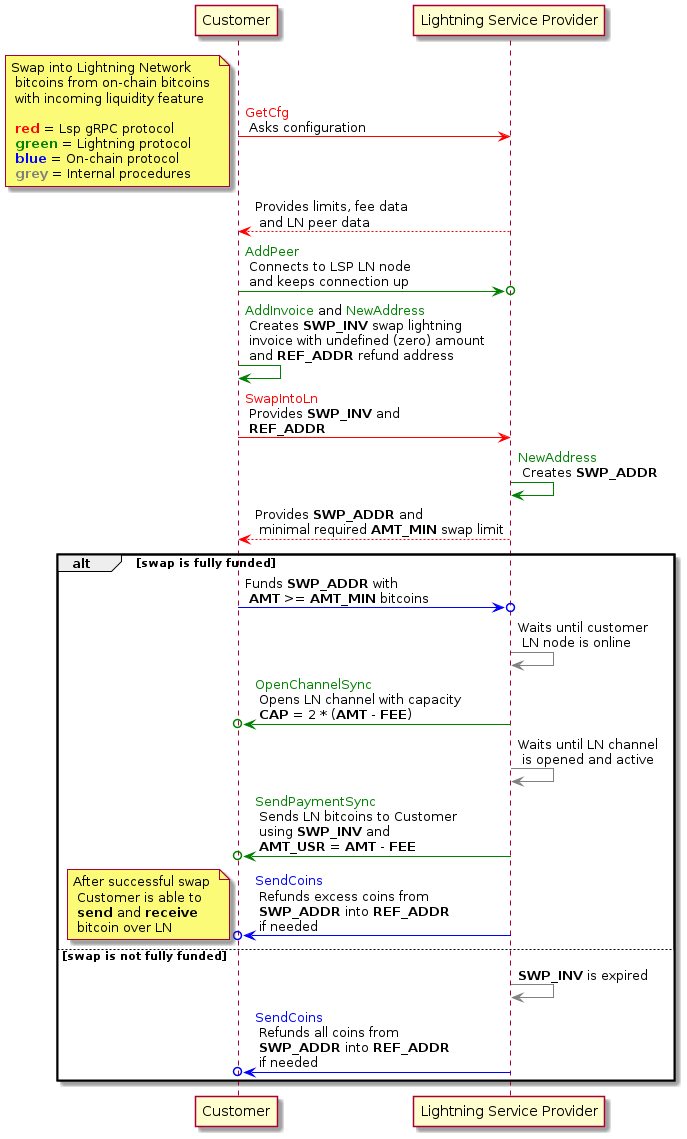 Customer
Lightning Service Provider
Swap into Lightning Network
bitcoins from on-chain bitcoins
with incoming liquidity feature
red = Lsp gRPC protocol
green = Lightning protocol
blue = On-chain protocol
grey = Internal procedures
GetCfg
Asks configuration
Provides limits, fee data
and LN peer data
AddPeer
Connects to LSP LN node
and keeps connection up
AddInvoice and NewAddress
Creates SWP_INV swap lightning
invoice with undefined (zero) amount
and REF_ADDR refund address
SwapIntoLn
Provides SWP_INV and
REF_ADDR
NewAddress
Creates SWP_ADDR
Provides SWP_ADDR and
minimal required AMT_MIN swap limit
alt [swap is fully funded]
Funds SWP_ADDR with
AMT >= AMT_MIN bitcoins
Waits until customer
LN node is online
OpenChannelSync
Opens LN channel with capacity
CAP = 2 * (AMT - FEE)
Waits until LN channel
is opened and active
SendPaymentSync
Sends LN bitcoins to Customer
using SWP_INV and
AMT_USR = AMT - FEE
After successful swap
Customer is able to
send and receive
bitcoin over LN
SendCoins
Refunds excess coins from
SWP_ADDR into REF_ADDR
if needed
[swap is not fully funded]
SWP_INV is expired
SendCoins
Refunds all coins from
SWP_ADDR into REF_ADDR
if needed
Customer
Lightning Service Provider